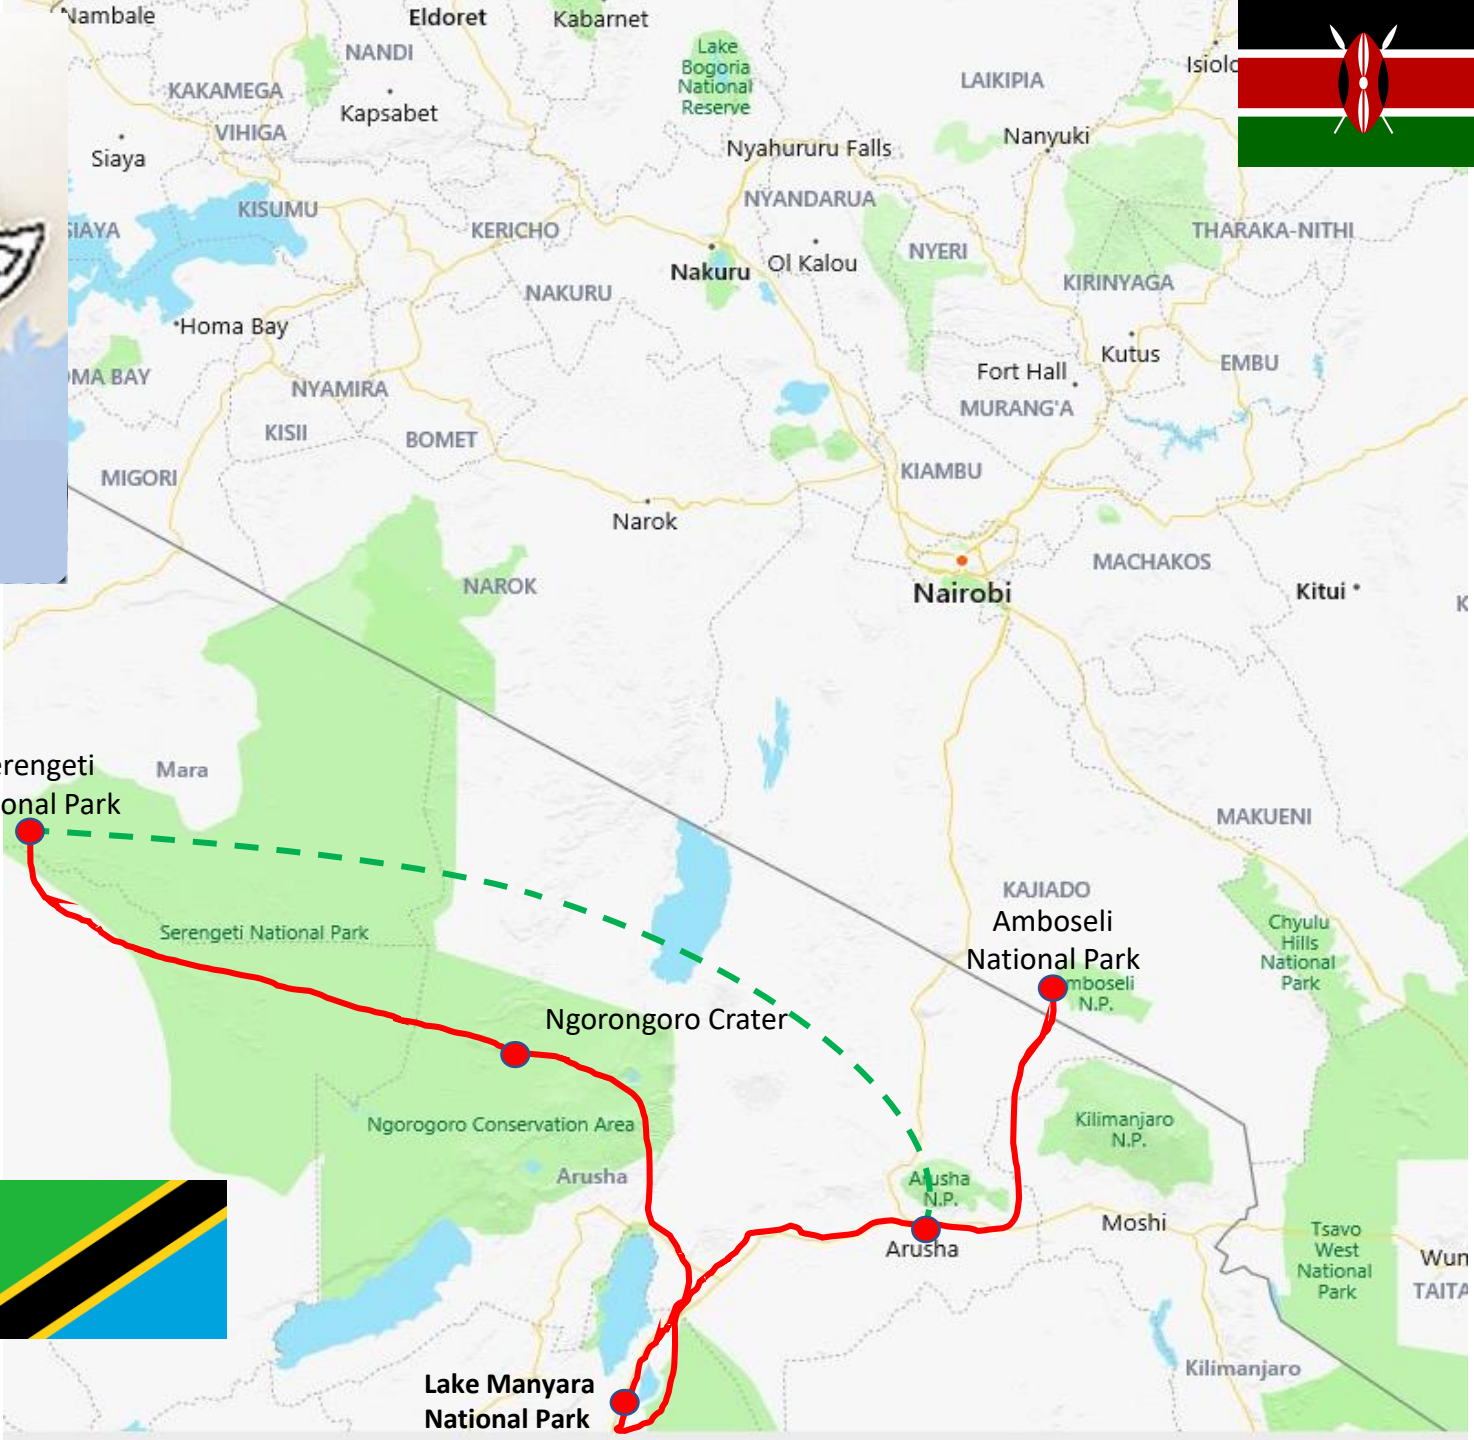 Nambale
Eldoret
Kabarnet
NANDI
Lake
Bogoria
National
Reserve
Isiolo
KAKAMEGA
LAIKIPIA
Kapsabet
VIHIGA
Siaya
Nyahururu Falls
Nanyuki
NYANDARUA
KISUMU
SIAYA
KERICHO
THARAKA-NITHI
NYERI
Nakuru
Ol Kalou
KIRINYAGA
NAKURU
Homa Bay
Kutus
EMBU
Fort Hall
OMA BAY
NYAMIRA
MURANG'A
KISII
BOMET
KIAMBU
MIGORI
Narok
MACHAKOS
NAROK
Nairobi
Kitui
K
erengeti
onal Park
Mara
MAKUENI
KAJIADO
Amboseli
National Park
mboseli
N.P.
Chyulu
Hills
National
Park
Serengeti National Park
Ngorongoro Crater
Ngorogoro Conservation Area
Kilimanjaro
N.P.
Arusha
Arusha
N.P.
Arusha
Moshi
Tsavo
West
National
Park
Wun
TAITA
Kilimanjaro
Lake Manyara
National Park